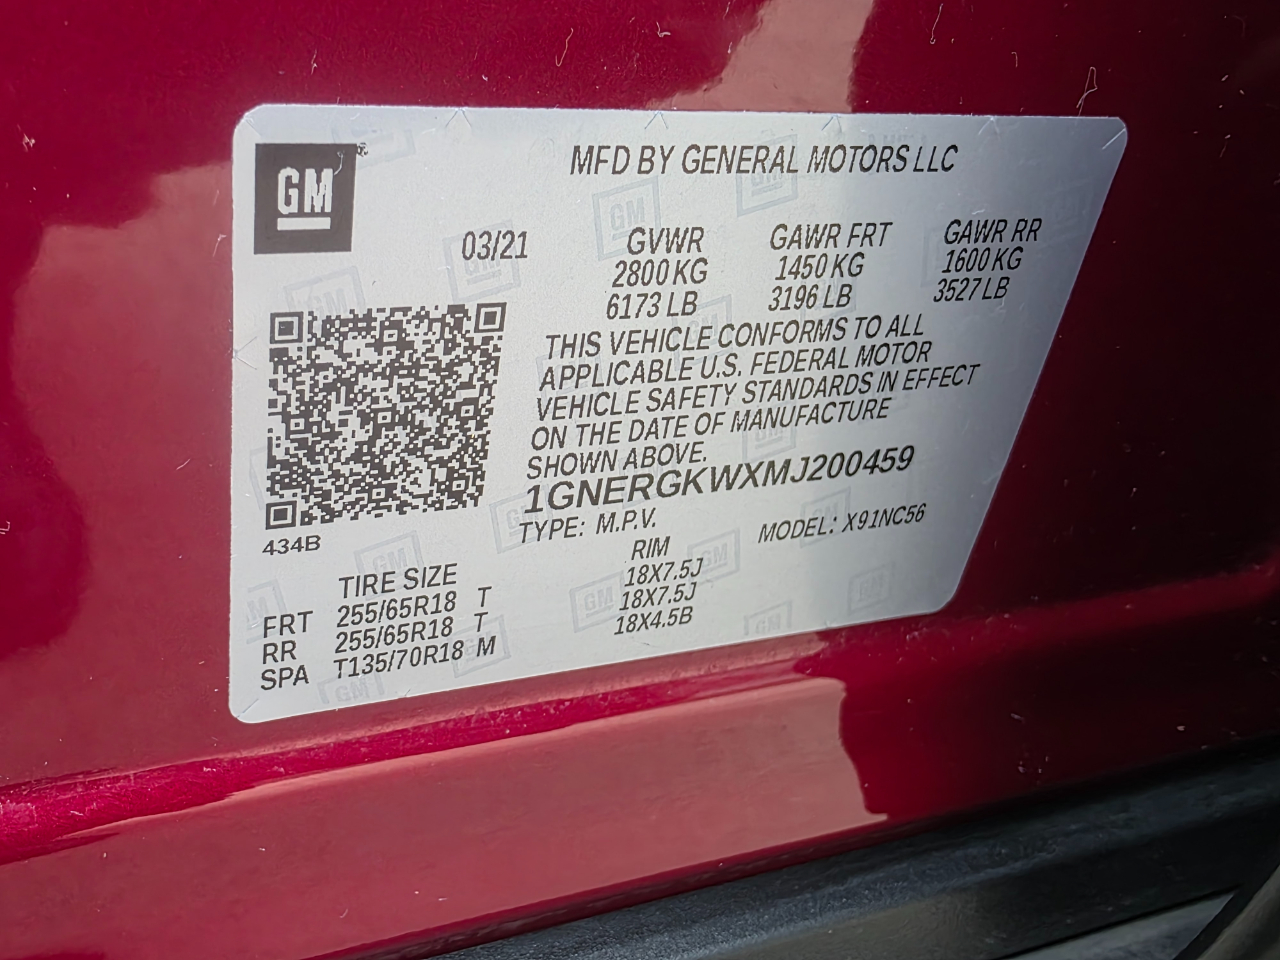 GM
MFD BY GENERAL MOTORS LLC
03/21
GVWR GAWR FRT GAWR RR
2800 KG 1450 KG 1600 KG
6173 LB 3196 LB 3527 LB
THIS VEHICLE CONFORMS TO ALL
APPLICABLE U.S. FEDERAL MOTOR
VEHICLE SAFETY STANDARDS IN EFFECT
ON THE DATE OF MANUFACTURE
SHOWN ABOVE.
1GNERGKWXMJ200459
TYPE: M.P.V. MODEL: X91NC56
434B
TIRE SIZE RIM
FRT 255/65R18 T 18X7.5J
RR 255/65R18 T 18X7.5J
SPA T135/70R18 M 18X4.5B